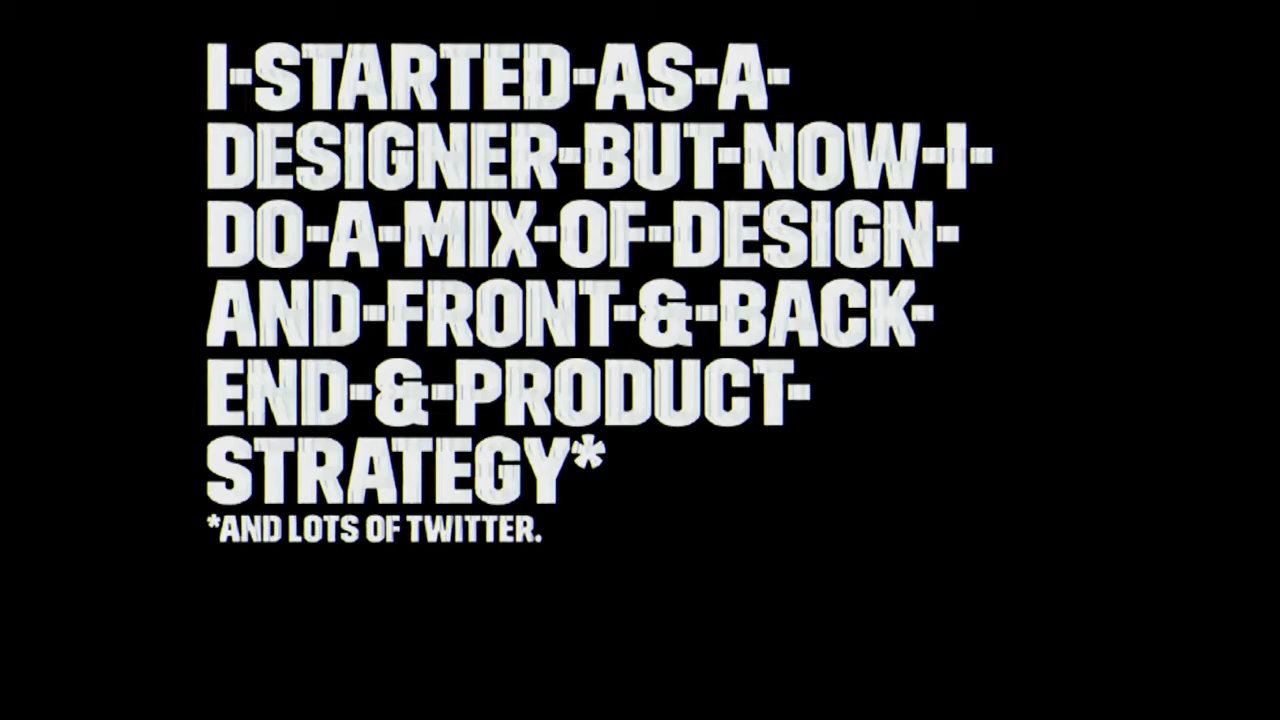 I-STARTED-AS-A-
DESIGNER-BUT-NOW-I-
DO-A-MIX-OF-DESIGN-
AND-FRONT-&-BACK-
END-&-PRODUCT-
STRATEGY*
*AND LOTS OF TWITTER.